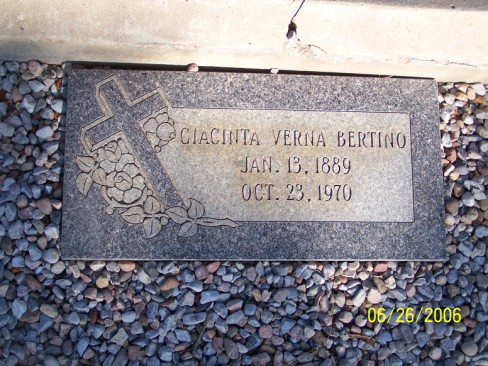 GIACINTA VERNA BERTINO
JAN. 13, 1889
OCT. 23, 1970
06/26/2006